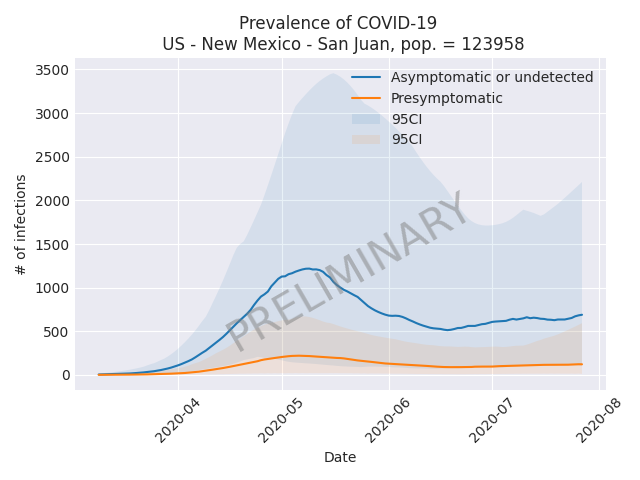 Prevalence of COVID-19
US - New Mexico - San Juan, pop. = 123958
Asymptomatic or undetected
Presymptomatic
95CI
95CI
PRELIMINARY
# of infections
3500
3000
2500
2000
1500
1000
500
0
2020-04
2020-05
2020-06
2020-07
2020-08
Date